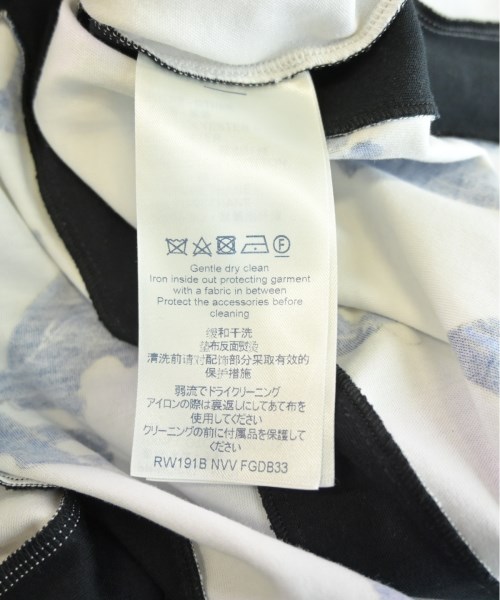 Gentle dry clean
Iron inside out protecting garment
with a fabric in between
Protect the accessories before
cleaning
缓和干洗
垫布反面熨烫
清洗前请对配饰部分采取有效的
保护措施
弱流でドライクリーニング
アイロンの際は裏返しにしてあて布を
使用してください
クリーニングの前に付属品を保護して
ください
RW191B NVV FGDB33